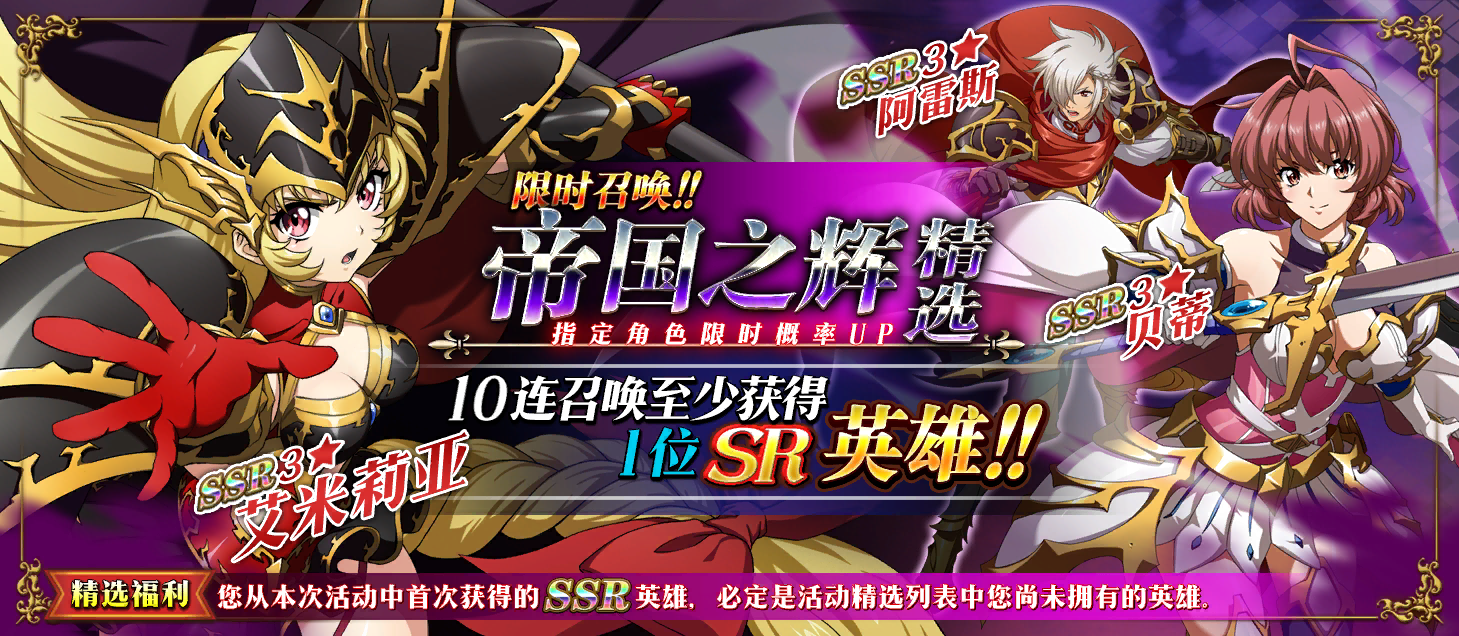 SSR3★
阿雷斯
限时召唤!!
帝国之辉精选
指定角色限时概率UP
SSR3★
贝蒂
10连召唤至少获得
1位SR英雄!!
SSR3★
艾米莉亚
精选福利
您从本次活动中首次获得的SSR英雄，必定是活动精选列表中您尚未拥有的英雄。